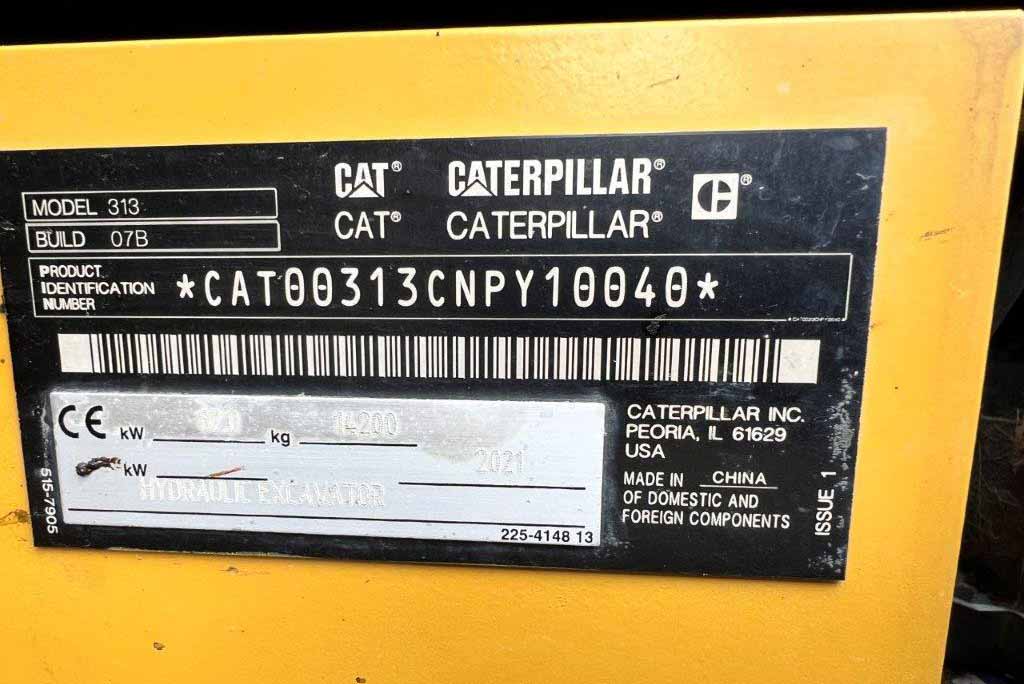 CAT® CATERPILLAR® C®
CAT® CATERPILLAR®
MODEL 313
BUILD 07B
PRODUCT IDENTIFICATION NUMBER
*CAT00313CNPY10040*
CE kW kg 14200
kW 2021
HYDRAULIC EXCAVATOR
225-4148 13
515-7905
CATERPILLAR INC.
PEORIA, IL 61629
USA
MADE IN CHINA
OF DOMESTIC AND
FOREIGN COMPONENTS
ISSUE 1